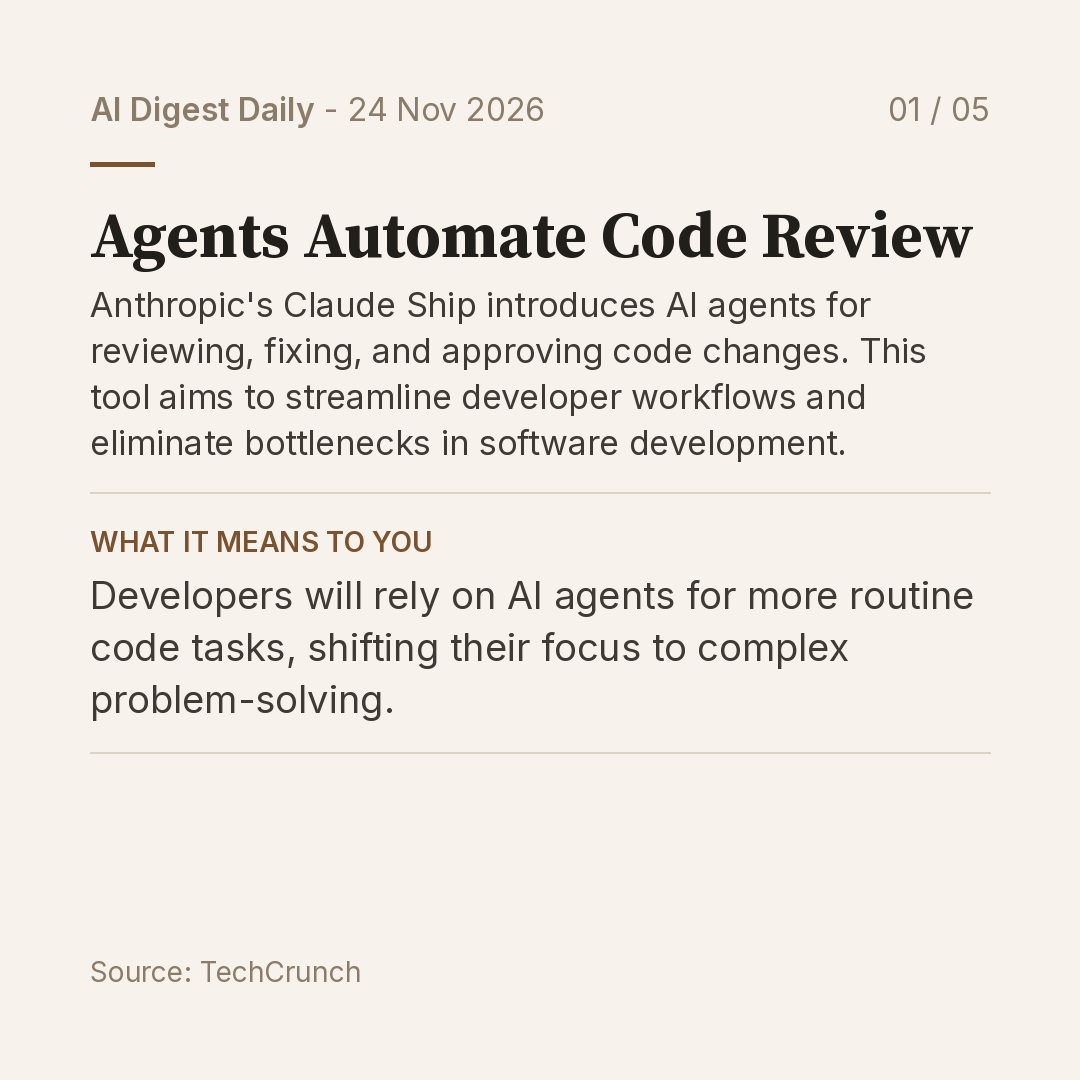 AI Digest Daily - 24 Nov 2026
01 / 05
Agents Automate Code Review
Anthropic's Claude Ship introduces AI agents for
reviewing, fixing, and approving code changes. This
tool aims to streamline developer workflows and
eliminate bottlenecks in software development.
WHAT IT MEANS TO YOU
Developers will rely on AI agents for more routine
code tasks, shifting their focus to complex
problem-solving.
Source: TechCrunch